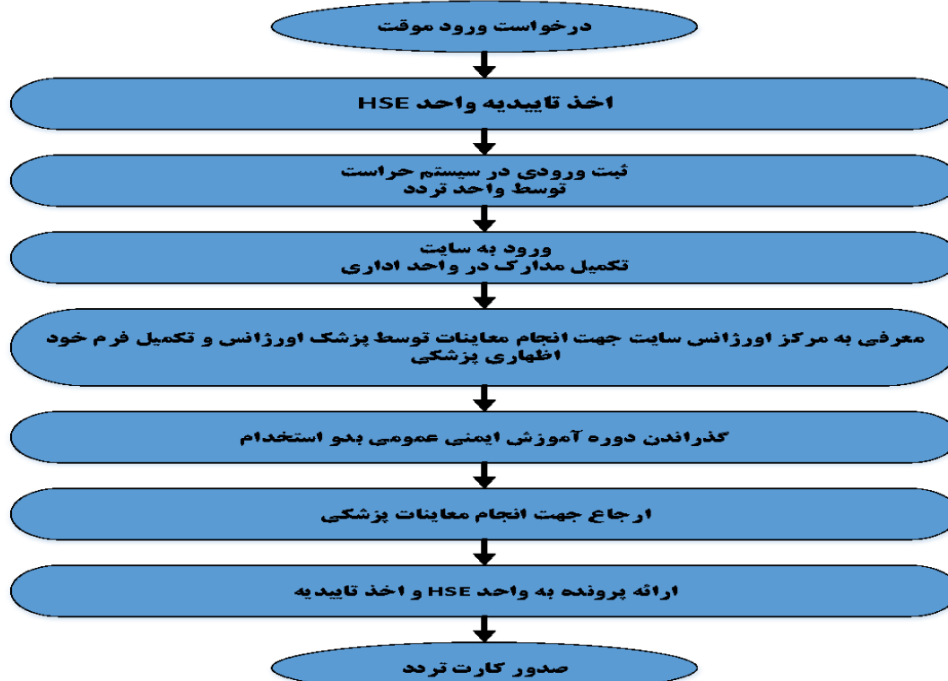 درخواست ورود موقت
اخذ تاییدیه واحد HSE
ثبت ورودی در سیستم حراست
توسط واحد تردد
ورود به سایت
تکمیل مدارک در واحد اداری
معرفی به مرکز اورژانس سایت جهت انجام معاینات توسط پزشک اورژانس و تکمیل فرم خود
اظهاری پزشکی
گذراندن دوره آموزش ایمنی عمومی بدو استخدام
ارجاع جهت انجام معاینات پزشکی
ارائه پرونده به واحد HSE و اخذ تاییدیه
صدور کارت تردد